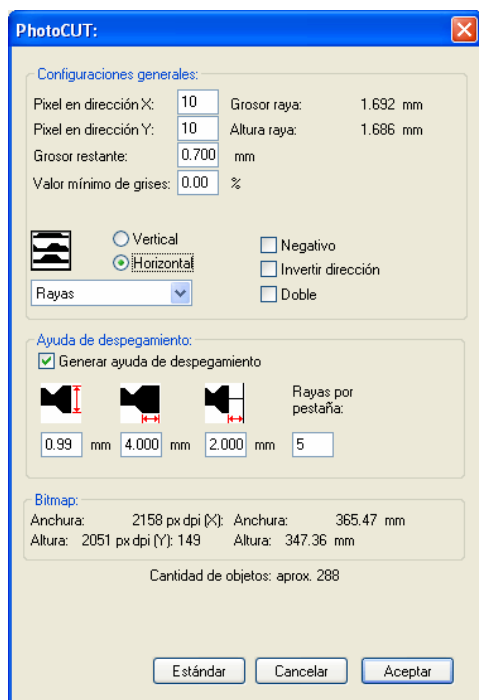 PhotoCUT:
Configuraciones generales:
Pixel en dirección X: 10 Grosor raya: 1.692 mm
Pixel en dirección Y: 10 Altura raya: 1.686 mm
Grosor restante: 0.700 mm
Valor mínimo de grises: 0.00 %
Vertical
Negativo
Horizontal
Invertir dirección
Rayas
Doble
Ayuda de despegamiento:
Generar ayuda de despegamiento
Rayas por
pestaña:
0.99 mm 4.000 mm 2.000 mm 5
Bitmap:
Anchura: 2158 px dpi (X): Anchura: 365.47 mm
Altura: 2051 px dpi (Y): 149 Altura: 347.36 mm
Cantidad de objetos: aprox. 288
Estándar Cancelar Aceptar